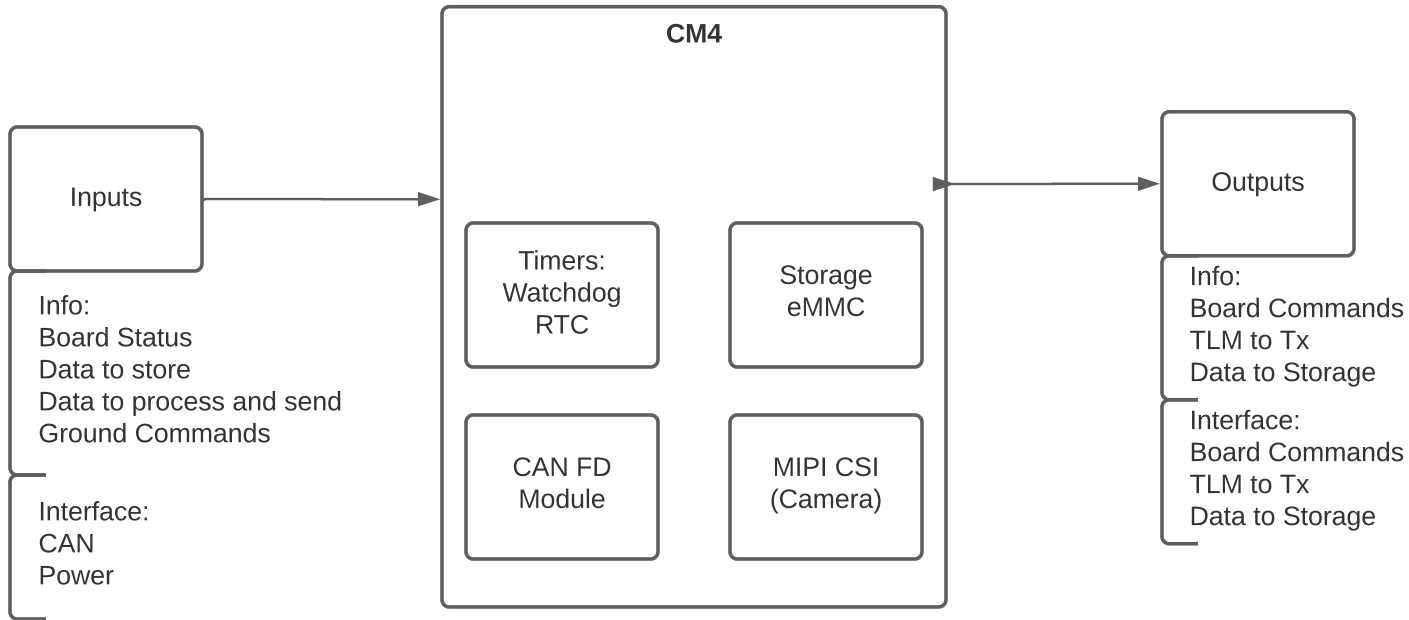 CM4
Inputs
Info:
Board Status
Data to store
Data to process and send
Ground Commands
Interface:
CAN
Power
Timers:
Watchdog
RTC
Storage
eMMC
CAN FD
Module
MIPI CSI
(Camera)
Outputs
Info:
Board Commands
TLM to Tx
Data to Storage
Interface:
Board Commands
TLM to Tx
Data to Storage